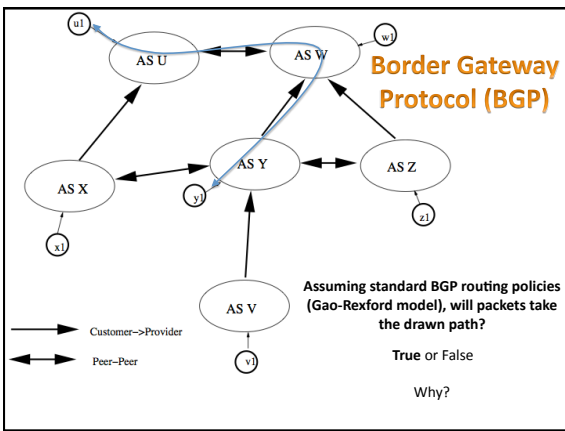 u1
w1
AS U
AS W
Border Gateway
Protocol (BGP)
AS X
AS Y
AS Z
y1
x1
z1
Assuming standard BGP routing policies
(Gao-Rexford model), will packets take
the drawn path?
AS V
Customer->Provider
True or False
Peer-Peer
v1
Why?